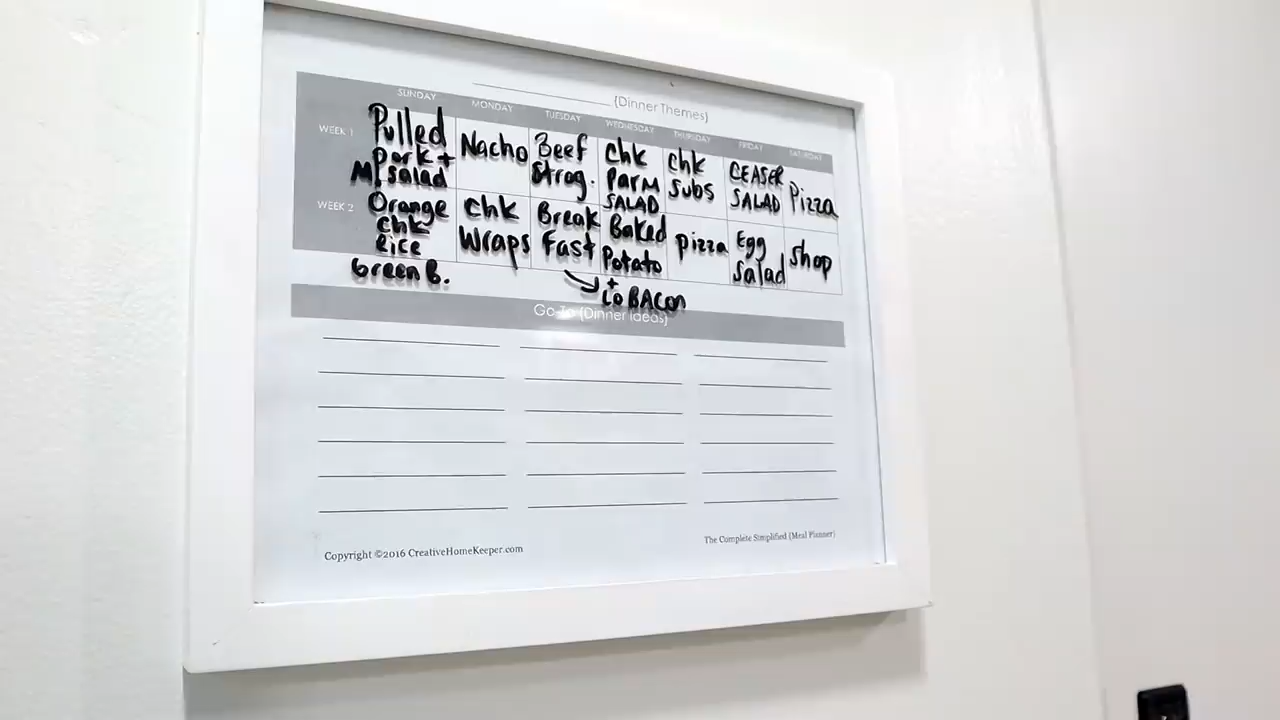 {Dinner Themes}
SUNDAY MONDAY TUESDAY WEDNESDAY THURSDAY FRIDAY SATURDAY
WEEK 1
Pulled
Pork +
M/salad
Nacho
Beef
Strog.
Chk
PARM
SALAD
Chk
Subs
CEASER
SALAD
Pizza
WEEK 2
Orange
Chk
Rice
Green B.
Chk
Wraps
Break
Fast
Baked
Potato
+
BACON
pizza
Egg
Salad
Shop
Go-To {Dinner Ideas}
Copyright ©2016 CreativeHomeKeeper.com
The Complete Simplified {Meal Planner}